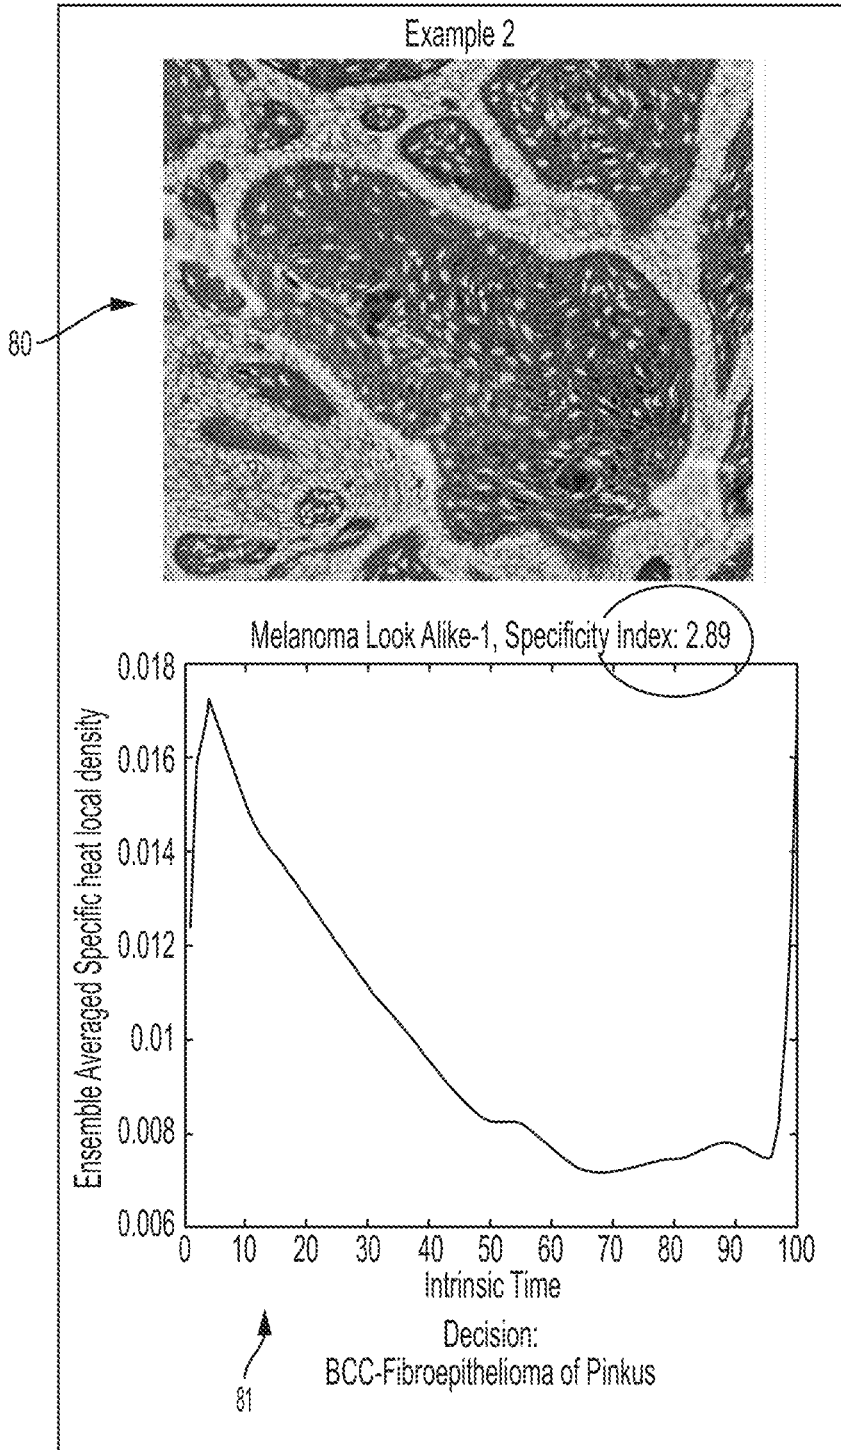 Example 2
80
Melanoma Look Alike-1, Specificity Index: 2.89
Ensemble Averaged Specific heat local density
0.018
0.016
0.014
0.012
0.01
0.008
0.006
0 10 20 30 40 50 60 70 80 90 100
Intrinsic Time
81
Decision:
BCC-Fibroepithelioma of Pinkus